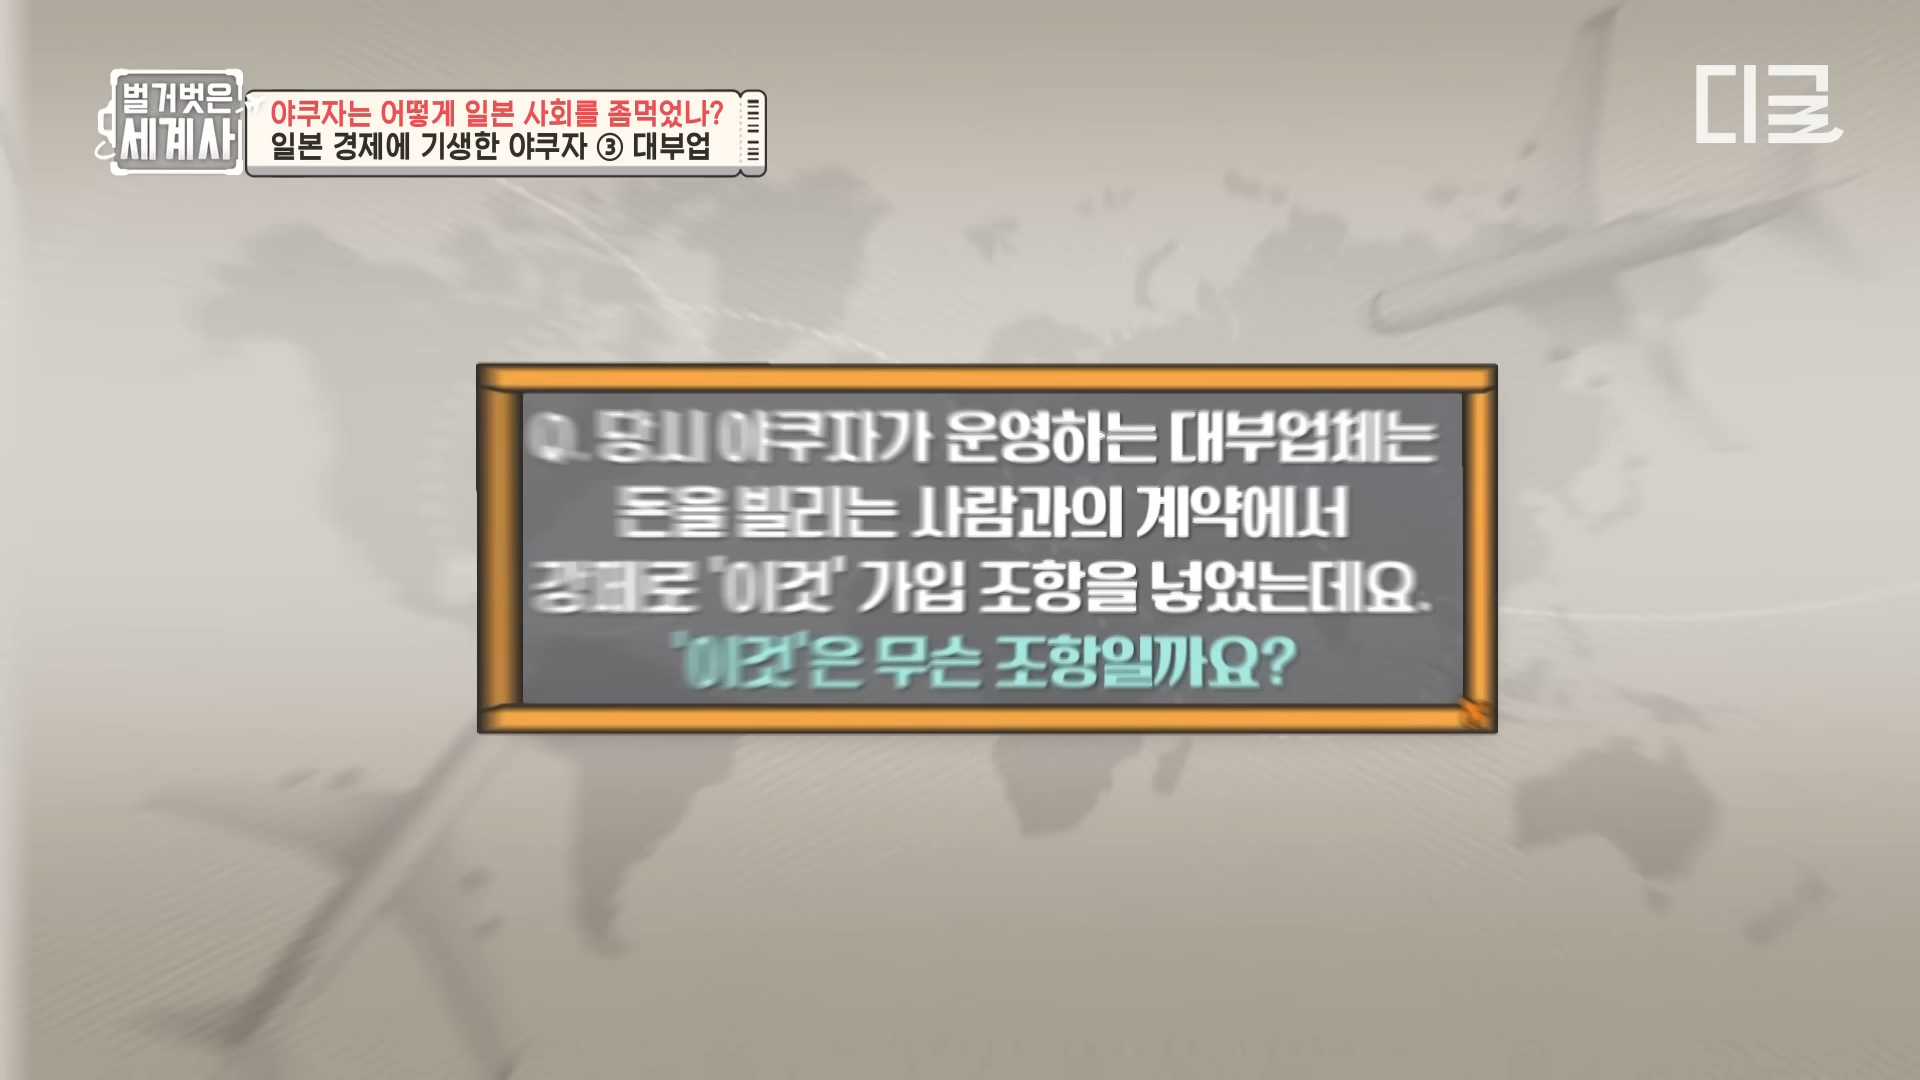 벌거벗은
세계사
야쿠자는 어떻게 일본 사회를 좀먹었나?
일본 경제에 기생한 야쿠자 ③ 대부업
디글
Q. 당시 야쿠자가 운영하는 대부업체는
돈을 빌리는 사람과의 계약에서
강제로 '이것' 가입 조항을 넣었는데요.
'이것'은 무슨 조항일까요?